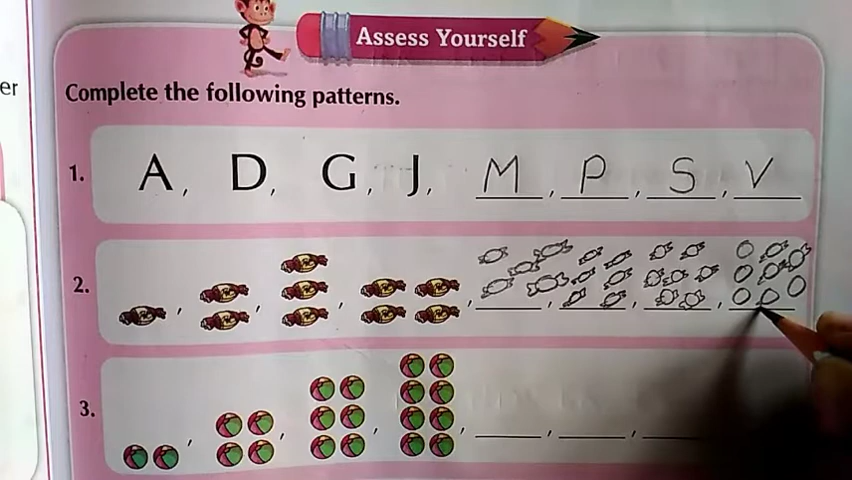 er
Assess Yourself
Complete the following patterns.
1. A, D, G, J, M, P, S, V
2. , , , , , , ,
3. , , , , , ,